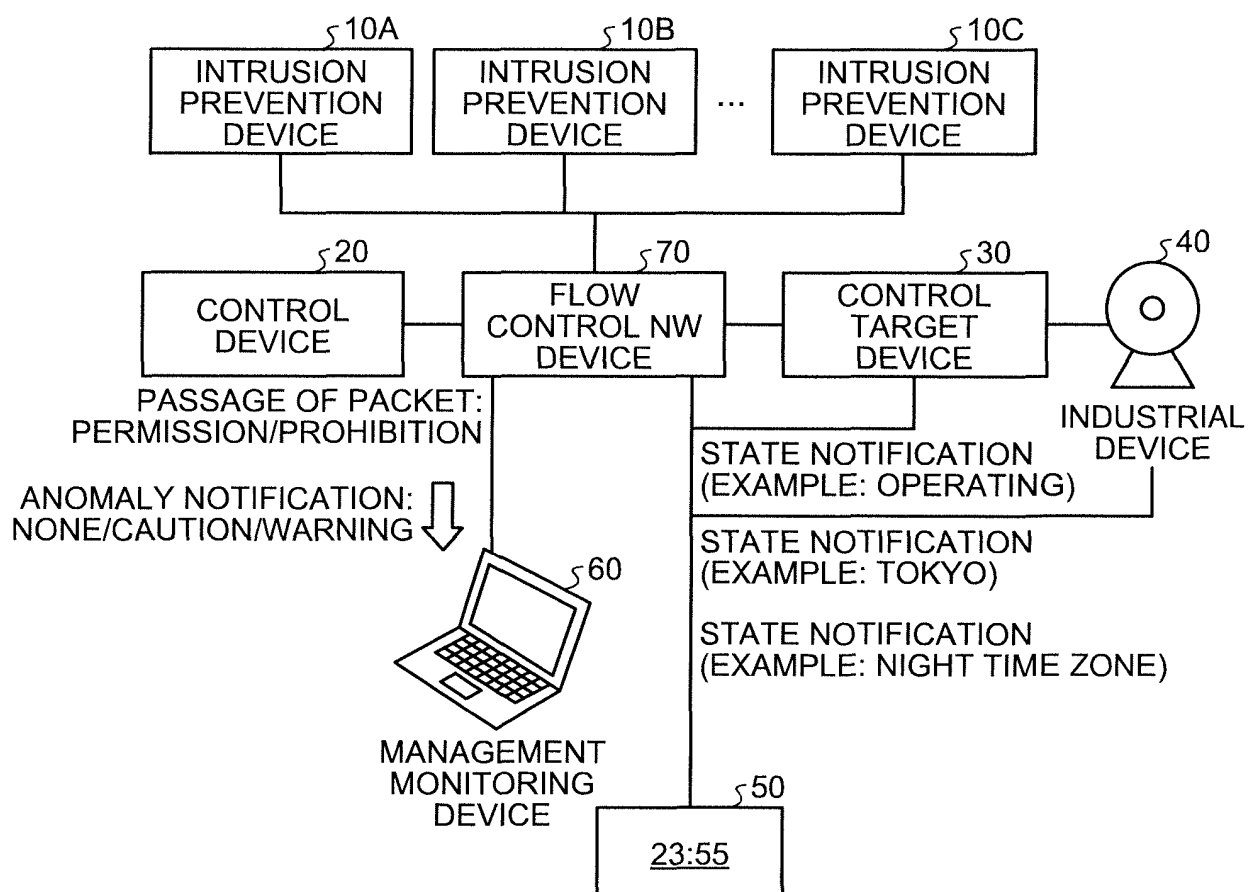 10A
10B
10C
INTRUSION
PREVENTION
DEVICE
INTRUSION
PREVENTION
DEVICE
...
INTRUSION
PREVENTION
DEVICE
20
70
30
40
CONTROL
DEVICE
FLOW
CONTROL NW
DEVICE
CONTROL
TARGET
DEVICE
INDUSTRIAL
DEVICE
PASSAGE OF PACKET:
PERMISSION/PROHIBITION
ANOMALY NOTIFICATION:
NONE/CAUTION/WARNING
STATE NOTIFICATION
(EXAMPLE: OPERATING)
STATE NOTIFICATION
(EXAMPLE: TOKYO)
STATE NOTIFICATION
(EXAMPLE: NIGHT TIME ZONE)
60
MANAGEMENT
MONITORING
DEVICE
50
23:55